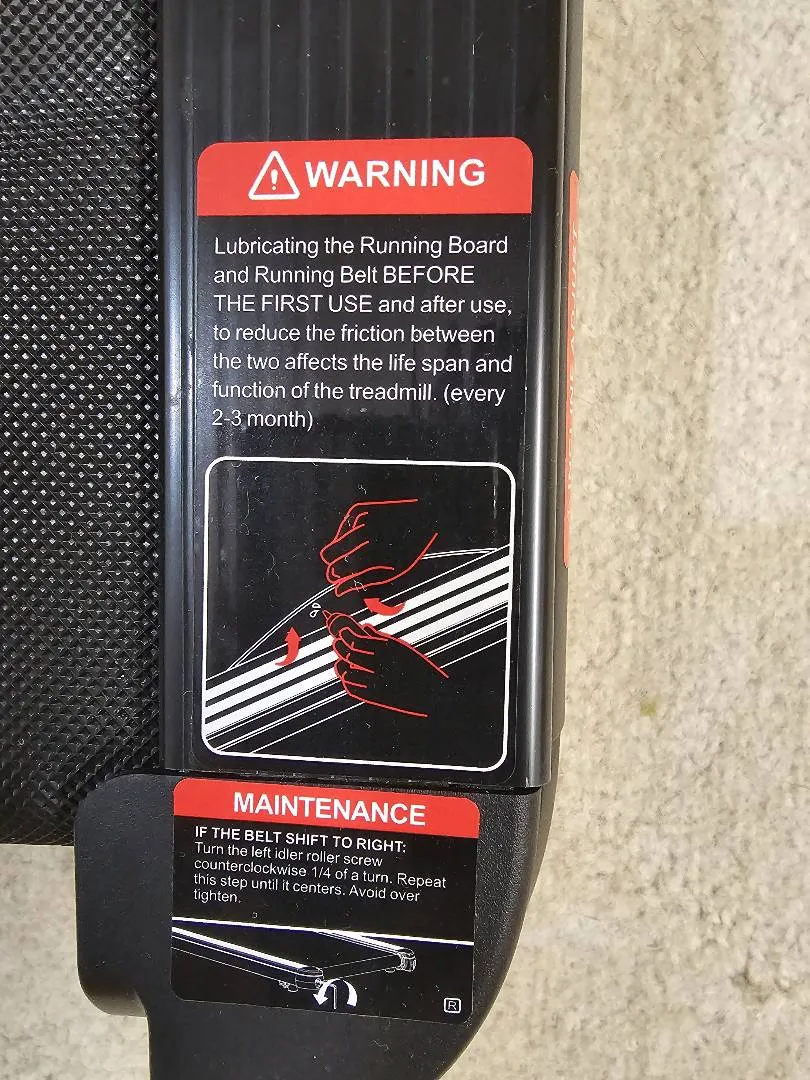 WARNING
Lubricating the Running Board
and Running Belt BEFORE
THE FIRST USE and after use,
to reduce the friction between
the two affects the life span and
function of the treadmill. (every
2-3 month)
MAINTENANCE
IF THE BELT SHIFT TO RIGHT:
Turn the left idler roller screw
counterclockwise 1/4 of a turn. Repeat
this step until it centers. Avoid over
tighten.
R